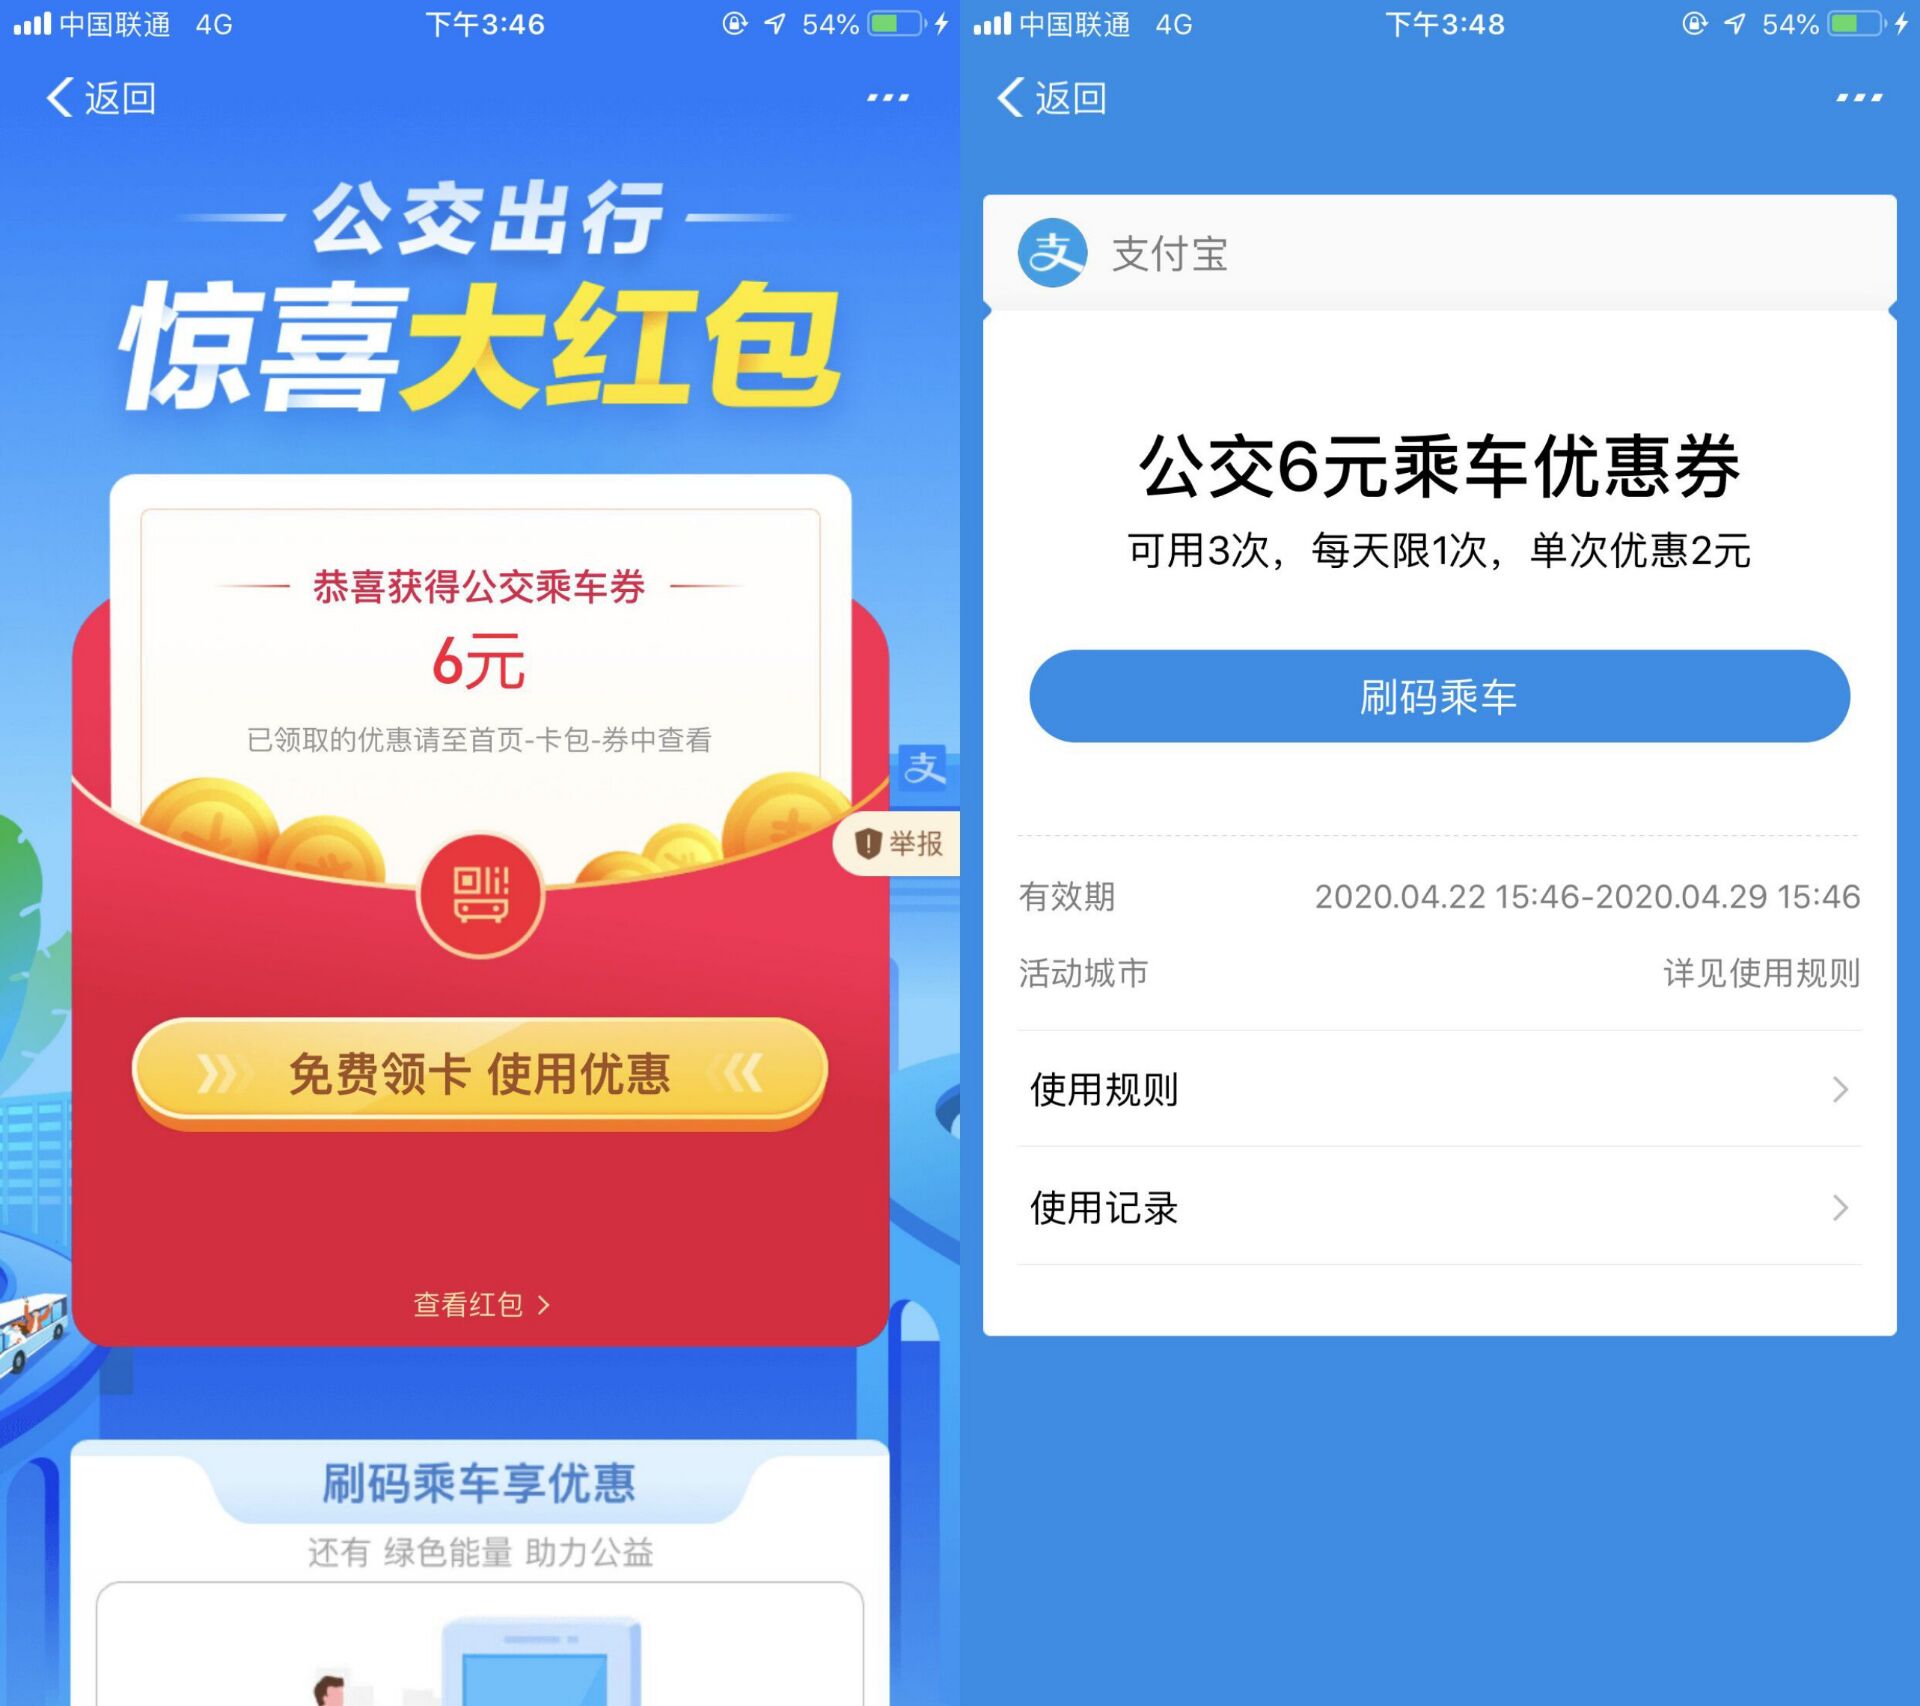 中国联通 4G 下午3:46 54%
返回
公交出行
惊喜大红包
恭喜获得公交乘车券
6元
已领取的优惠请至首页-卡包-券中查看
支
举报
免费领卡 使用优惠
查看红包
刷码乘车享优惠
还有 绿色能量 助力公益
中国联通 4G 下午3:48 54%
返回
支 支付宝
公交6元乘车优惠券
可用3次，每天限1次，单次优惠2元
刷码乘车
有效期 2020.04.22 15:46-2020.04.29 15:46
活动城市 详见使用规则
使用规则
使用记录